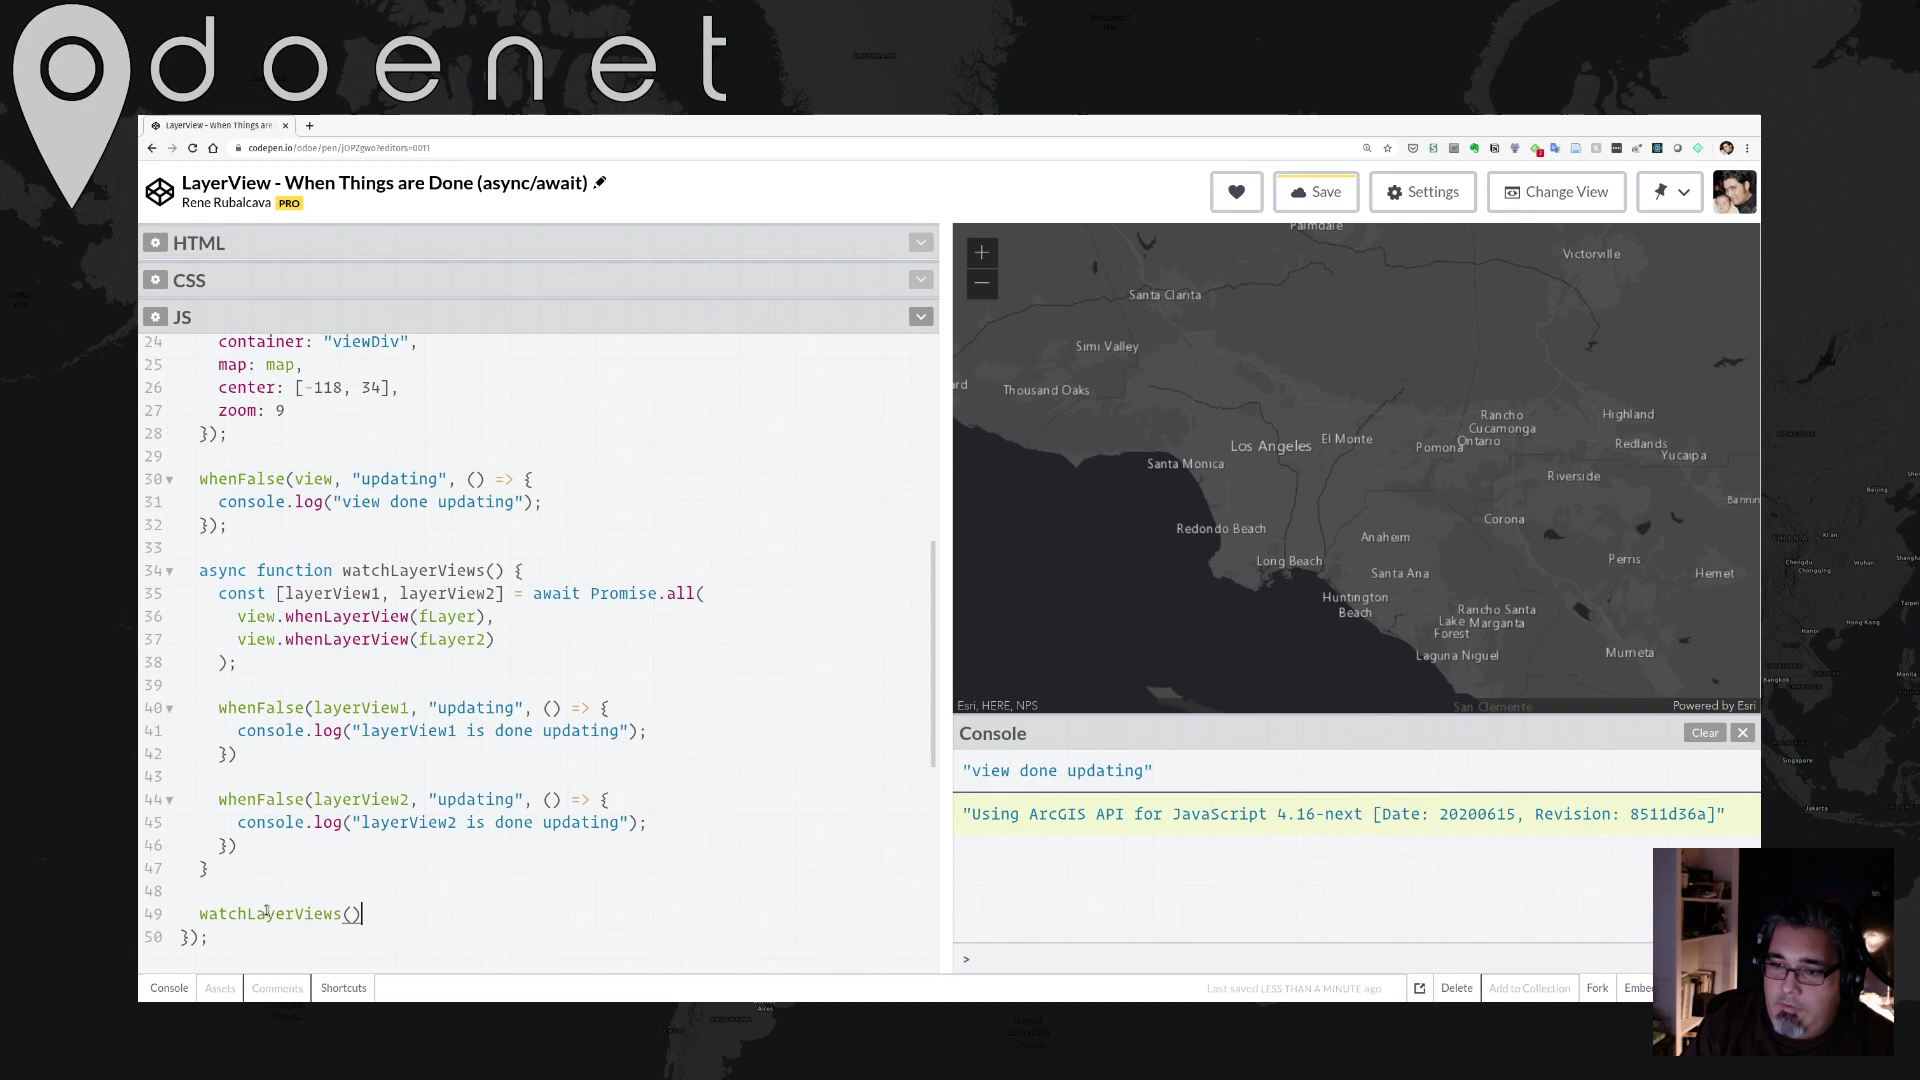 doenet
LayerView - When Things are
codepen.io/odoe/pen/jOPZgwo?editors=0011
LayerView - When Things are Done (async/await)
Rene Rubalcava PRO
Save
Settings
Change View
HTML
CSS
JS
24 container: "viewDiv",
25 map: map,
26 center: [-118, 34],
27 zoom: 9
28 });
29
30 whenFalse(view, "updating", () => {
31 console.log("view done updating");
32 });
33
34 async function watchLayerViews() {
35 const [layerView1, layerView2] = await Promise.all(
36 view.whenLayerView(fLayer),
37 view.whenLayerView(fLayer2)
38 );
39
40 whenFalse(layerView1, "updating", () => {
41 console.log("layerView1 is done updating");
42 })
43
44 whenFalse(layerView2, "updating", () => {
45 console.log("layerView2 is done updating");
46 })
47 }
48
49 watchLayerViews()
50 });
Palmdale
Victorville
Santa Clarita
Simi Valley
ard
Thousand Oaks
Rancho
Cucamonga
Highland
Los Angeles
El Monte
Pomona
Ontario
Redlands
Yucaipa
Santa Monica
Riverside
Bannin
Redondo Beach
Corona
Anaheim
Long Beach
Perris
Santa Ana
Hemet
Huntington
Beach
Rancho Santa
Marganta
Lake
Forest
Laguna Niguel
Murrieta
San Clemente
Esri, HERE, NPS
Powered by Esri
Console
Clear
"view done updating"
"Using ArcGIS API for JavaScript 4.16-next [Date: 20200615, Revision: 8511d36a]"
>
Console
Assets
Comments
Shortcuts
Last saved LESS THAN A MINUTE ago
Delete
Add to Collection
Fork
Embe